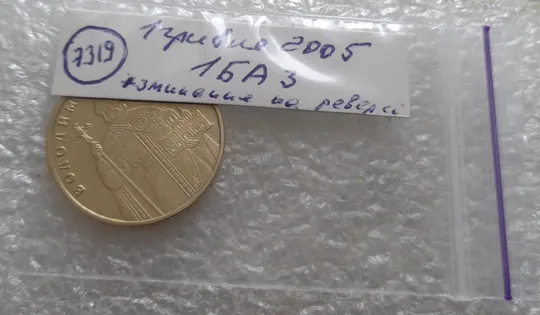 7319
1 гривна 2005
1БА3
на реверсі
ВОЛОДИМ